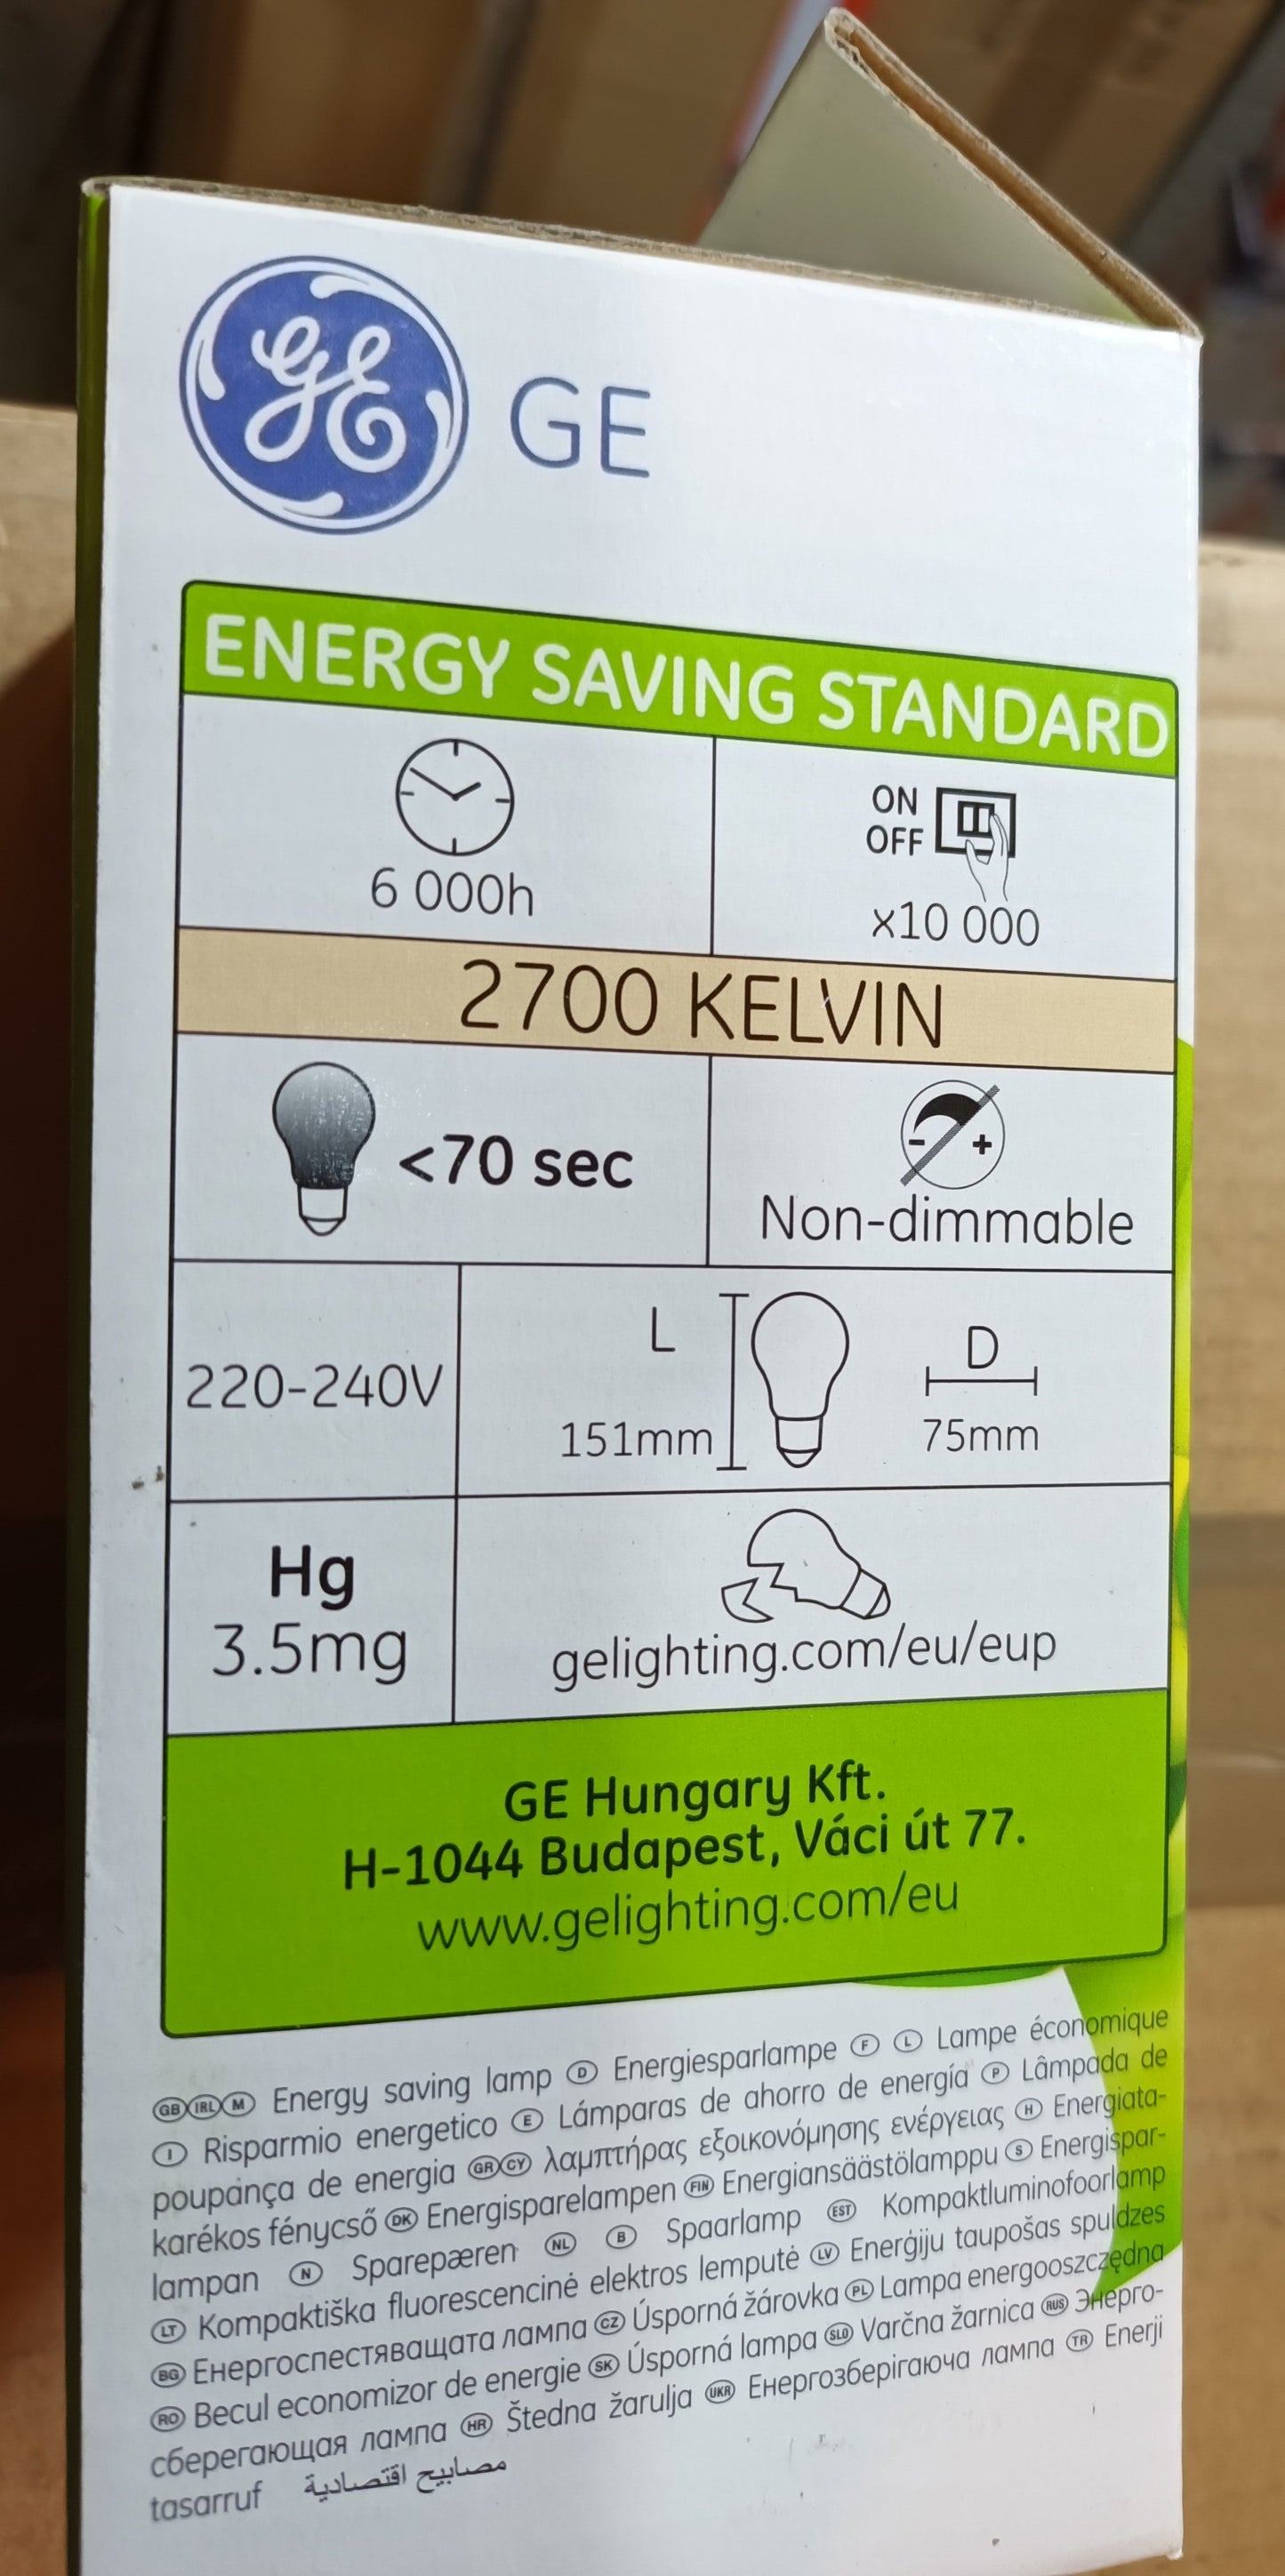 GE GE
ENERGY SAVING STANDARD
6 000h
ON
OFF
x10 000
2700 KELVIN
<70 sec
- +
Non-dimmable
220-240V
L
151mm
D
75mm
Hg
3.5mg
gelighting.com/eu/eup
GE Hungary Kft.
H-1044 Budapest, Váci út 77.
www.gelighting.com/eu
GB IRL M Energy saving lamp D Energiesparlampe F L Lampe économique
I Risparmio energetico E Lámparas de ahorro de energía P Lâmpada de
poupança de energia GR CY λαμπτήρας εξοικονόμησης ενέργειας H Energiata-
karékos fénycső DK Energisparelampen FIN Energiansäästölamppu S Energispar-
lampan N Sparepæren NL B Spaarlamp EST Kompaktluminofoorlamp
LT Kompaktiška fluorescencinė elektros lemputė LV Enerģiju taupošas spuldzes
BG Енергоспестяващата лампа CZ Úsporná žárovka PL Lampa energooszczędna
RO Becul economizor de energie SK Úsporná lampa SLO Varčna žarnica RUS Энерго-
сберегающая лампа HR Štedna žarulja UKR Енергозберігаюча лампа TR Enerji
tasarruf مصابيح اقتصادية